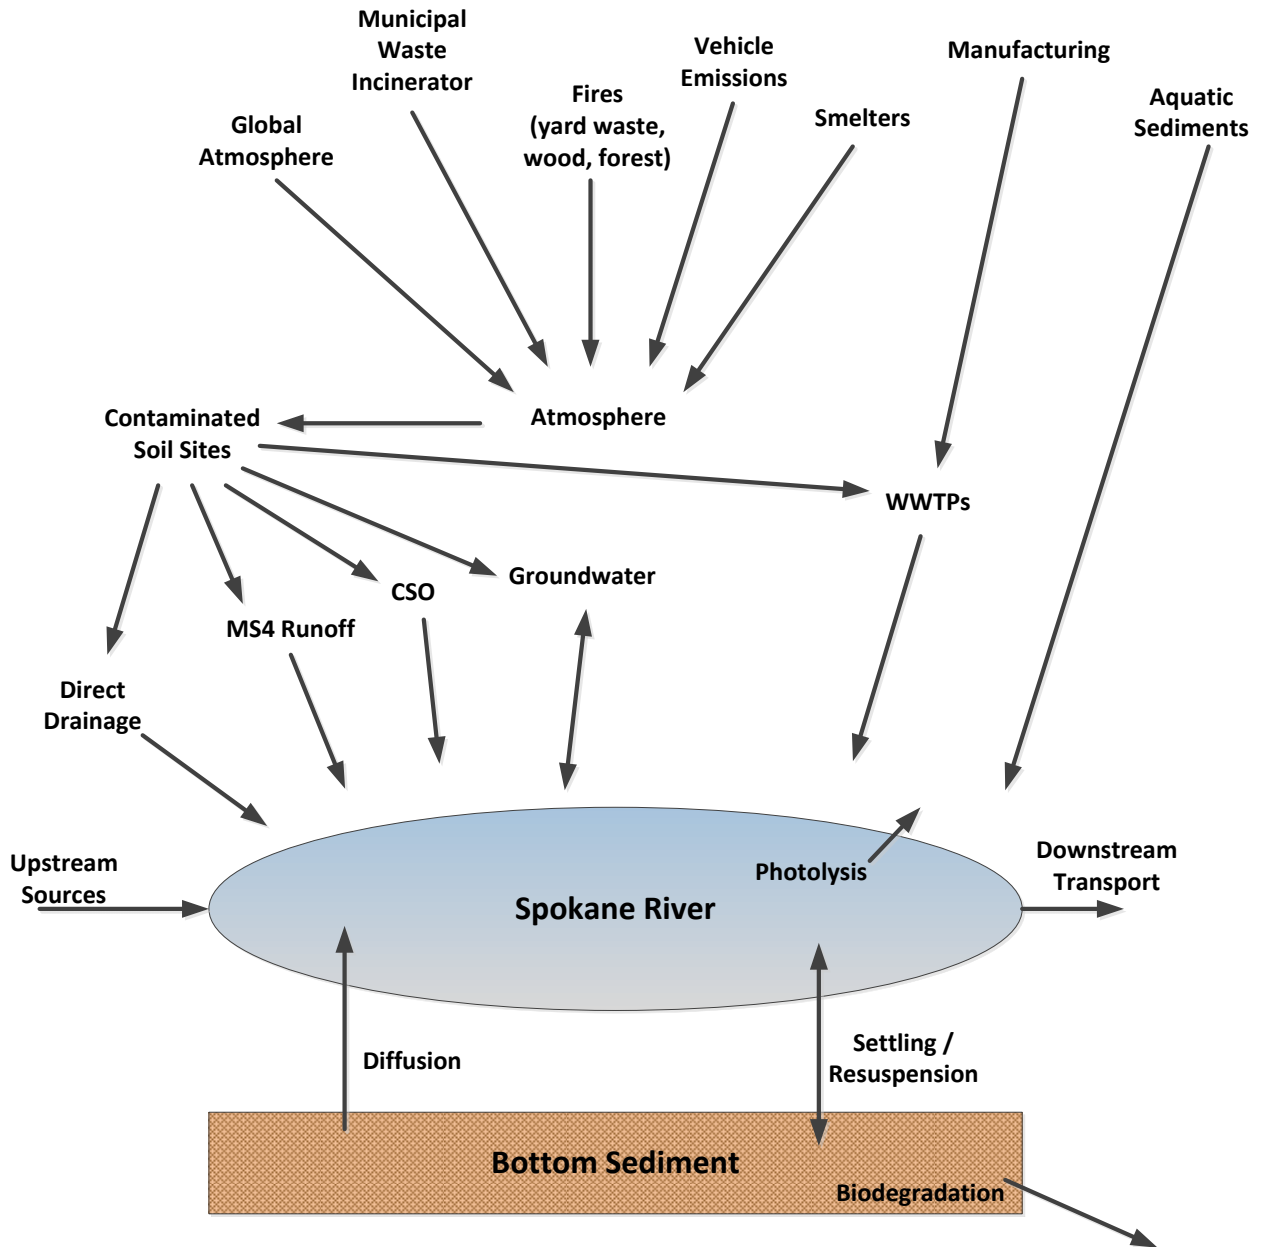 Municipal
Waste
Incinerator
Vehicle
Emissions
Manufacturing
Fires
(yard waste,
wood, forest)
Smelters
Aquatic
Sediments
Global
Atmosphere
Contaminated
Soil Sites
Atmosphere
WWTPs
Groundwater
CSO
MS4 Runoff
Direct
Drainage
Upstream
Sources
Photolysis
Downstream
Transport
Spokane River
Diffusion
Settling /
Resuspension
Bottom Sediment
Biodegradation